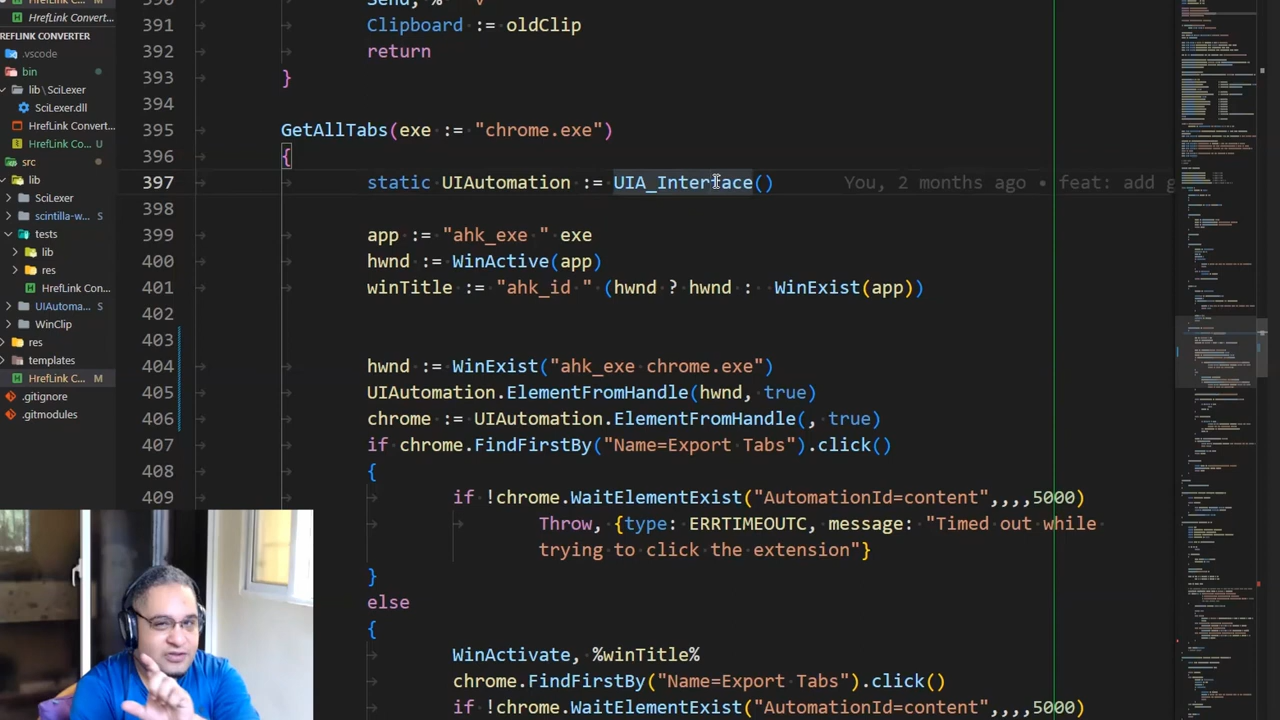 HrefLink Convert...
REFLINK CONVERTER
.vscode
bin
lib \ SciLexer
SciLexer.dll
HrefLink Convert...
HrefLink Co... U
src
lib
SciLexer
scintilla-w...
tests
lib
res
HrefLink Con...
UIAutoma...
WinClip
res
templates
HrefLink C... M
.gitignore
.gitmodules
391 Clipboard := oldClip
392 return
393 }
394
395 GetAllTabs(exe := "chrome.exe")
396 {
397 static UIAutomation := UIA_Interface() You, 2 months ago • feat: add g
398
399 app := "ahk_exe " exe
400 hwnd := WinActive(app)
401 winTitle := "ahk_id " (hwnd ? hwnd : WinExist(app))
402
403
404 hwnd := WinExist("ahk_exe chrome.exe")
405 UIAutomation.ElementFromHandle(hwnd, true)
406 chrome := UIAutomation.ElementFromHandle(, true)
407 if chrome.FindFirstBy("Name=Export Tabs").click()
408 {
409 if !chrome.WaitElementExist("AutomationId=content",,,,5000)
Throw, {type: ERRTIMEOUTC, message: "Timed out while
trying to click the extension"}
}
else
{
WinActivate, %winTitle%
chrome.FindFirstBy("Name=Export Tabs").click()
if !chrome.WaitElementExist("AutomationId=content",,,,5000)